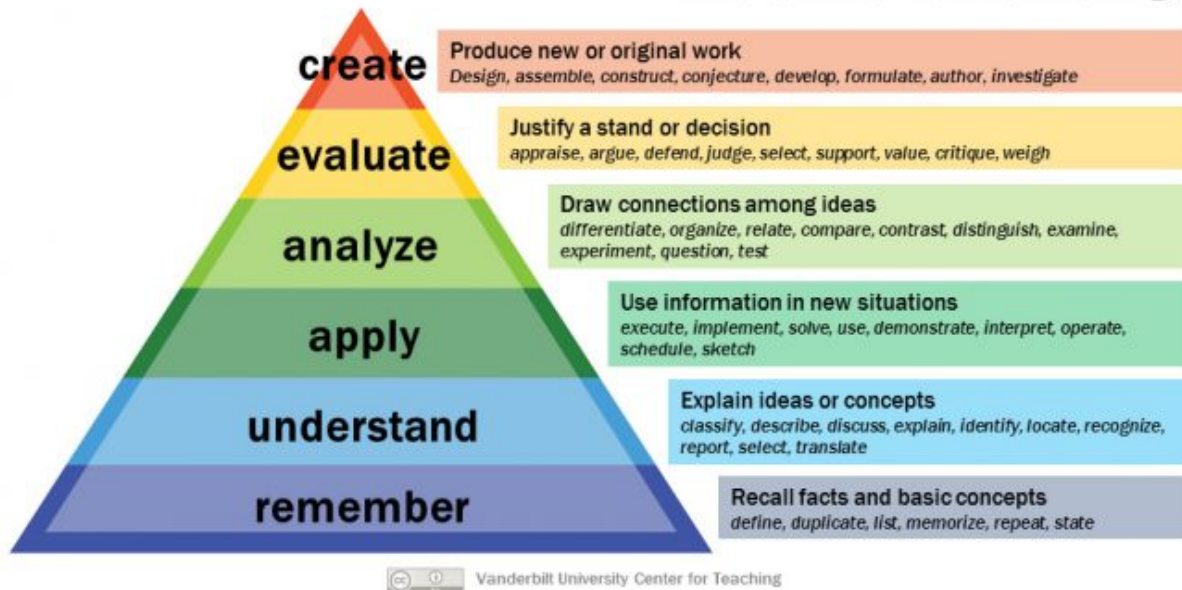 create
Produce new or original work
Design, assemble, construct, conjecture, develop, formulate, author, investigate
evaluate
Justify a stand or decision
appraise, argue, defend, judge, select, support, value, critique, weigh
analyze
Draw connections among ideas
differentiate, organize, relate, compare, contrast, distinguish, examine,
experiment, question, test
apply
Use information in new situations
execute, implement, solve, use, demonstrate, interpret, operate,
schedule, sketch
understand
Explain ideas or concepts
classify, describe, discuss, explain, identify, locate, recognize,
report, select, translate
remember
Recall facts and basic concepts
define, duplicate, list, memorize, repeat, state
cc
Vanderbilt University Center for Teaching